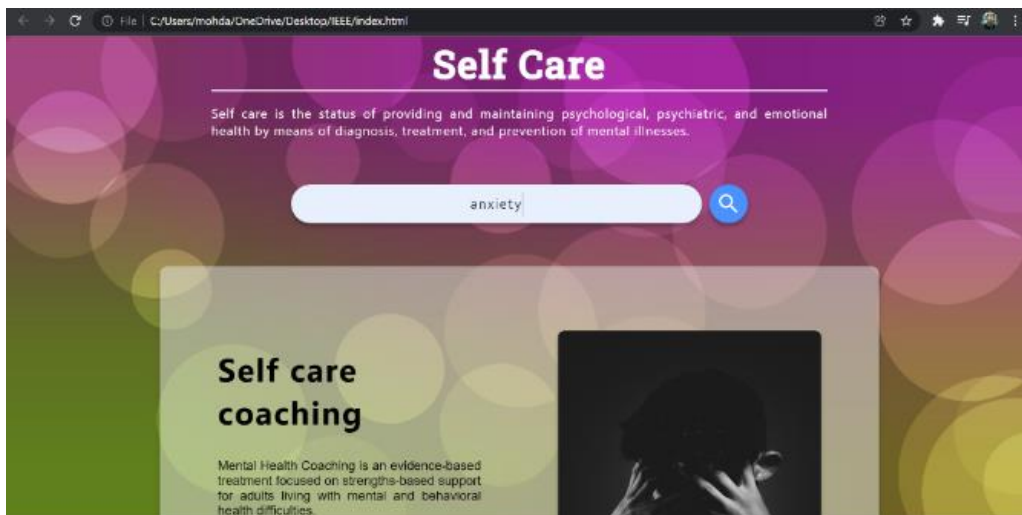 File | C:/Users/mohda/OneDrive/Desktop/IEEE/index.html
Self Care
Self care is the status of providing and maintaining psychological, psychiatric, and emotional
health by means of diagnosis, treatment, and prevention of mental illnesses.
anxiety
Self care
coaching
Mental Health Coaching is an evidence-based
treatment focused on strengths-based support
for adults living with mental and behavioral
health difficulties.